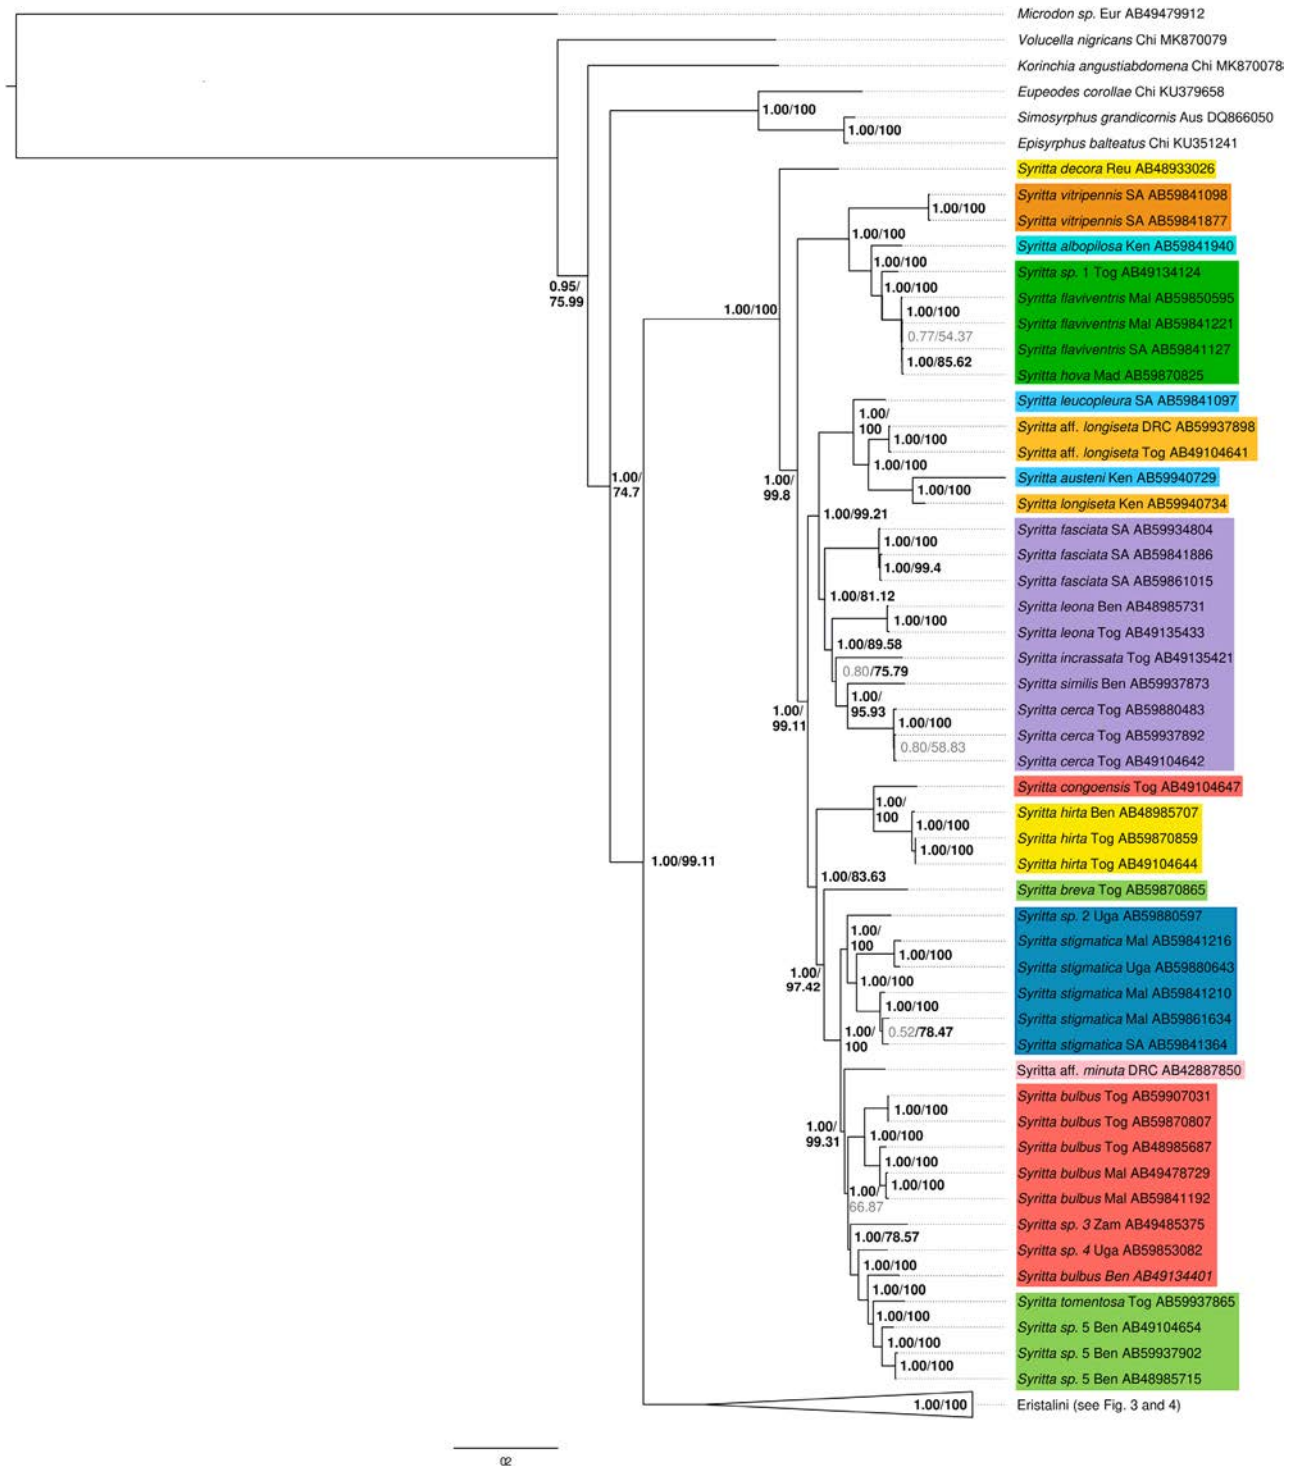 Microdon sp. Eur AB49479912
Volucella nigricans Chi MK870079
Korinchia angustiabdomena Chi MK870078
Eupeodes corollae Chi KU379658
1.00/100
Simosyrphus grandicornis Aus DQ866050
1.00/100
Episyrphus balteatus Chi KU351241
Syritta decora Reu AB48933026
Syritta vitripennis SA AB59841098
1.00/100
Syritta vitripennis SA AB59841877
1.00/100
Syritta albopilosa Ken AB59841940
1.00/100
Syritta sp. 1 Tog AB49134124
1.00/100
0.95/
75.99
Syritta flaviventris Mal AB59850595
1.00/100
1.00/100
Syritta flaviventris Mal AB59841221
0.77/54.37
Syritta flaviventris SA AB59841127
1.00/85.62
Syritta hova Mad AB59870825
Syritta leucopleura SA AB59841097
1.00/
100
Syritta aff. longiseta DRC AB59937898
1.00/100
Syritta aff. longiseta Tog AB49104641
1.00/100
1.00/
74.7
1.00/
99.8
Syritta austeni Ken AB59940729
1.00/100
Syritta longiseta Ken AB59940734
1.00/99.21
Syritta fasciata SA AB59934804
1.00/100
Syritta fasciata SA AB59841886
1.00/99.4
Syritta fasciata SA AB59861015
1.00/81.12
Syritta leona Ben AB48985731
1.00/100
Syritta leona Tog AB49135433
1.00/89.58
Syritta incrassata Tog AB49135421
0.80/75.79
Syritta similis Ben AB59937873
1.00/
95.93
1.00/
99.11
Syritta cerca Tog AB59880483
1.00/100
Syritta cerca Tog AB59937892
0.80/58.83
Syritta cerca Tog AB49104642
Syritta congoensis Tog AB49104647
1.00/
100
Syritta hirta Ben AB48985707
1.00/100
Syritta hirta Tog AB59870859
1.00/100
Syritta hirta Tog AB49104644
1.00/99.11
1.00/83.63
Syritta breva Tog AB59870865
Syritta sp. 2 Uga AB59880597
1.00/
100
Syritta stigmatica Mal AB59841216
1.00/100
Syritta stigmatica Uga AB59880643
1.00/
97.42
1.00/100
Syritta stigmatica Mal AB59841210
1.00/100
Syritta stigmatica Mal AB59861634
0.52/78.47
1.00/
100
Syritta stigmatica SA AB59841364
Syritta aff. minuta DRC AB42887850
Syritta bulbus Tog AB59907031
1.00/100
Syritta bulbus Tog AB59870807
1.00/
99.31
1.00/100
Syritta bulbus Tog AB48985687
1.00/100
Syritta bulbus Mal AB49478729
1.00/100
1.00/
66.87
Syritta bulbus Mal AB59841192
Syritta sp. 3 Zam AB49485375
1.00/78.57
Syritta sp. 4 Uga AB59853082
1.00/100
Syritta bulbus Ben AB49134401
1.00/100
Syritta tomentosa Tog AB59937865
Syritta sp. 5 Ben AB49104654
1.00/100
Syritta sp. 5 Ben AB59937902
1.00/100
Syritta sp. 5 Ben AB48985715
1.00/100
Eristalini (see Fig. 3 and 4)
02